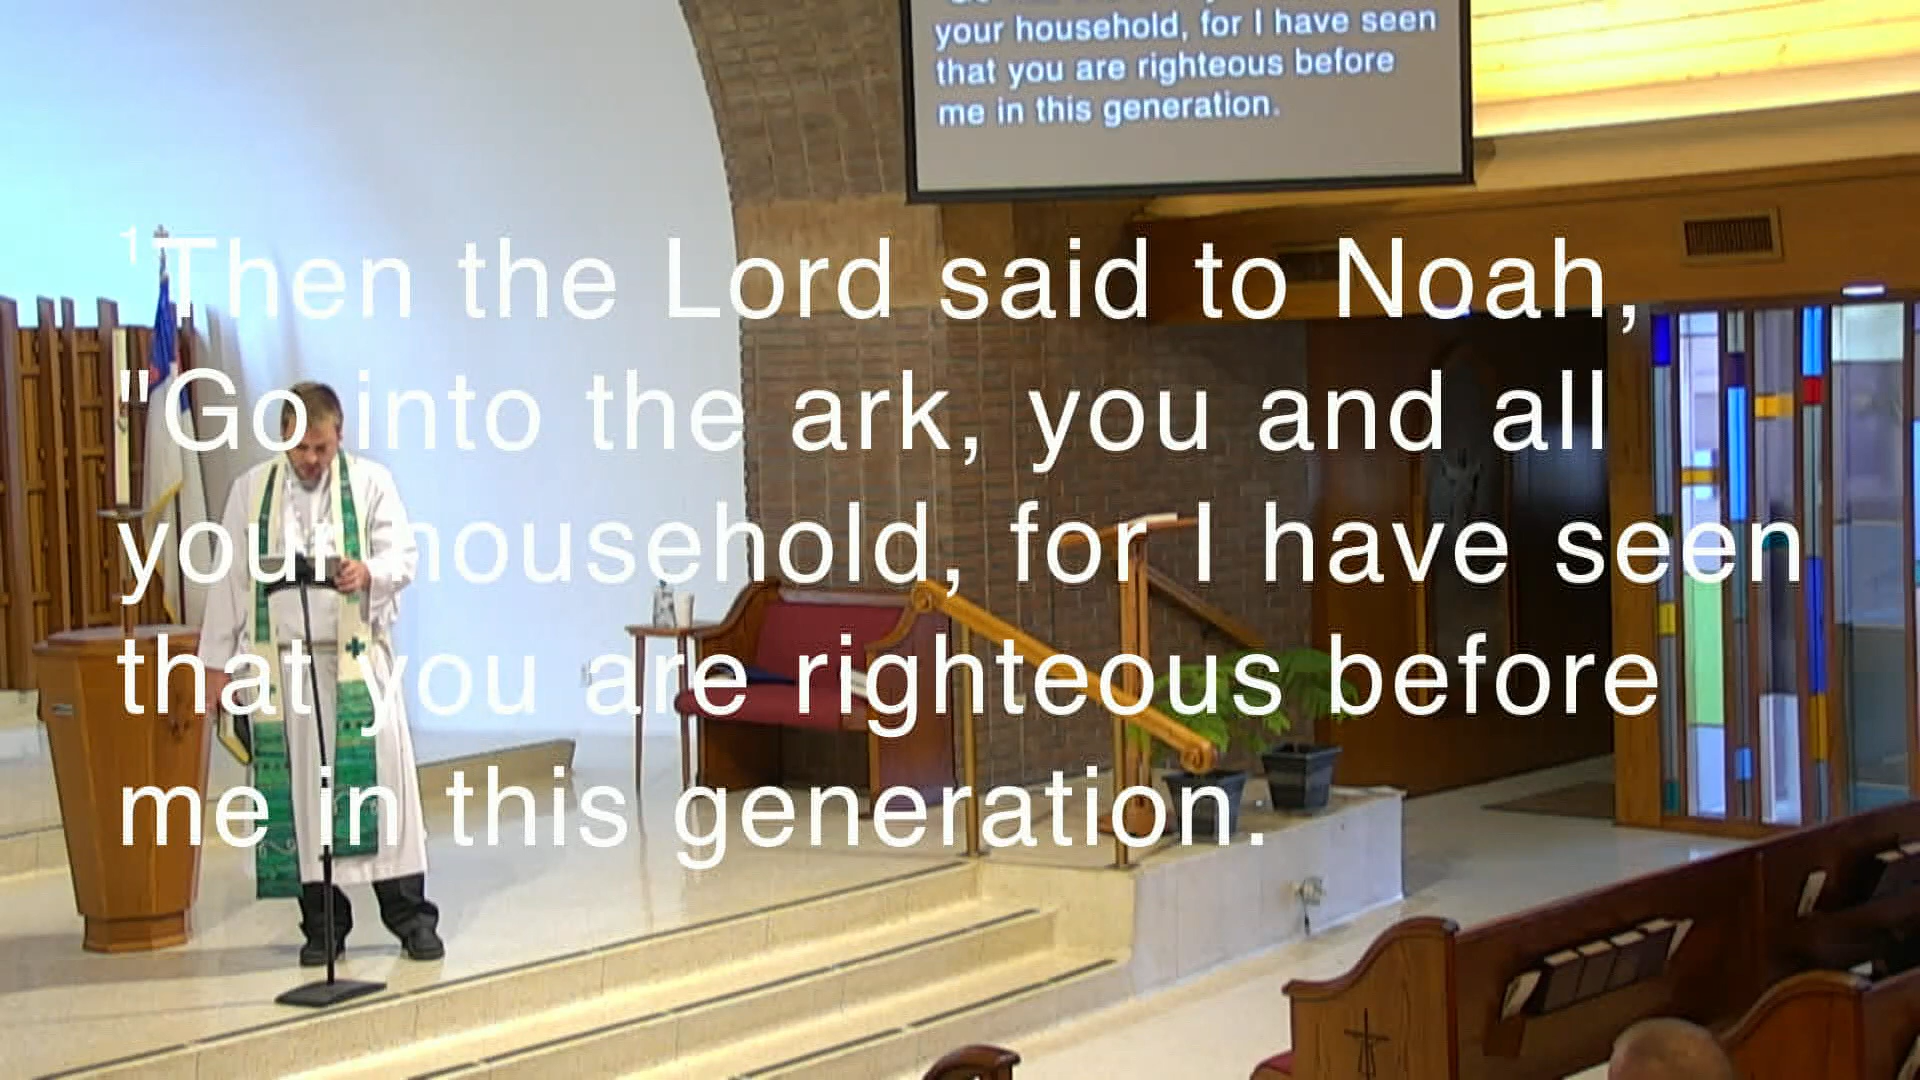 your household, for I have seen
that you are righteous before
me in this generation.
1 Then the Lord said to Noah,
"Go into the ark, you and all
your household, for I have seen
that you are righteous before
me in this generation.